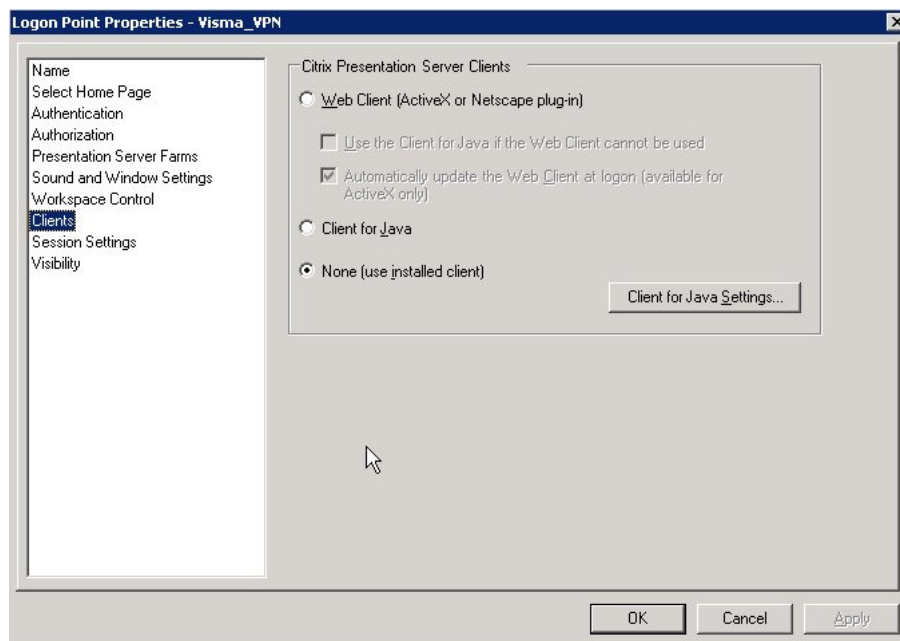 Logon Point Properties - Visma_VPN
Name
Select Home Page
Authentication
Authorization
Presentation Server Farms
Sound and Window Settings
Workspace Control
Clients
Session Settings
Visibility
Citrix Presentation Server Clients
Web Client (ActiveX or Netscape plug-in)
Use the Client for Java if the Web Client cannot be used
Automatically update the Web Client at logon (available for
ActiveX only)
Client for Java
None (use installed client)
Client for Java Settings...
OK
Cancel
Apply